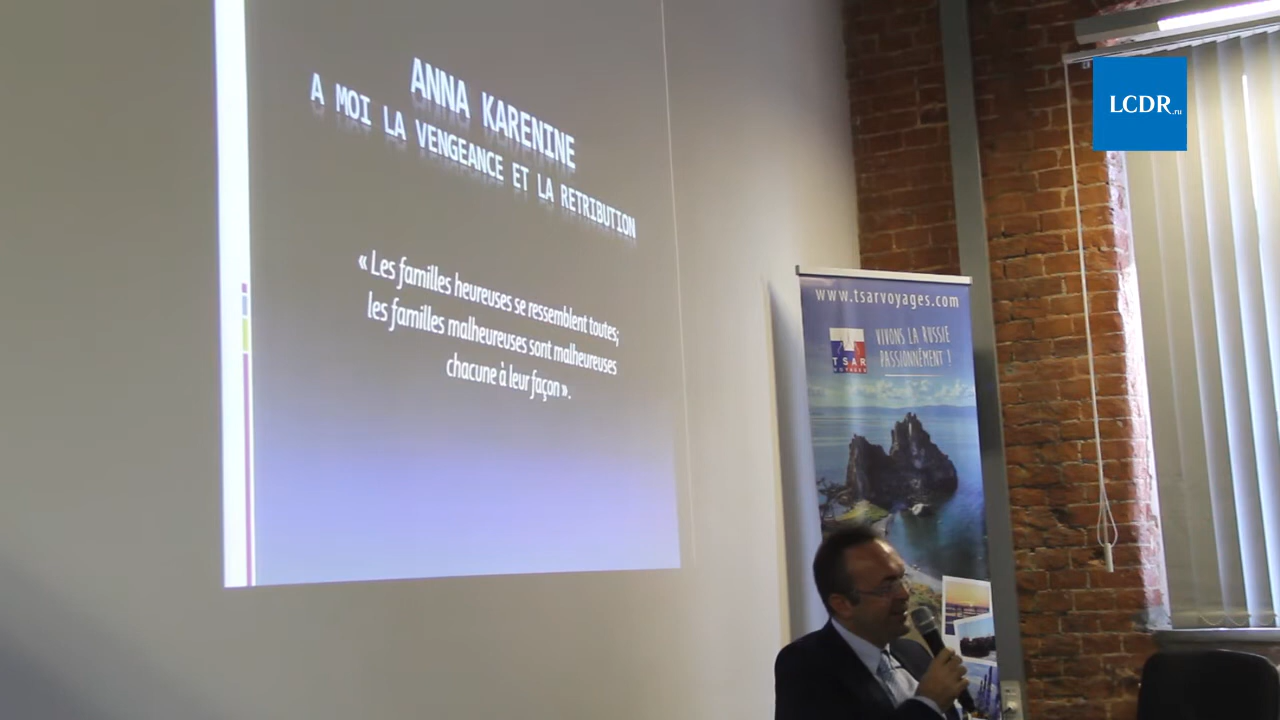 ANNA KARENINE
A MOI LA VENGEANCE ET LA RETRIBUTION
« Les familles heureuses se ressemblent toutes;
les familles malheureuses sont malheureuses
chacune à leur façon ».
LCDR.ru
www.tsarvoyages.com
TSAR
VOYAGES
VIVONS LA RUSSIE
PASSIONNÉMENT !